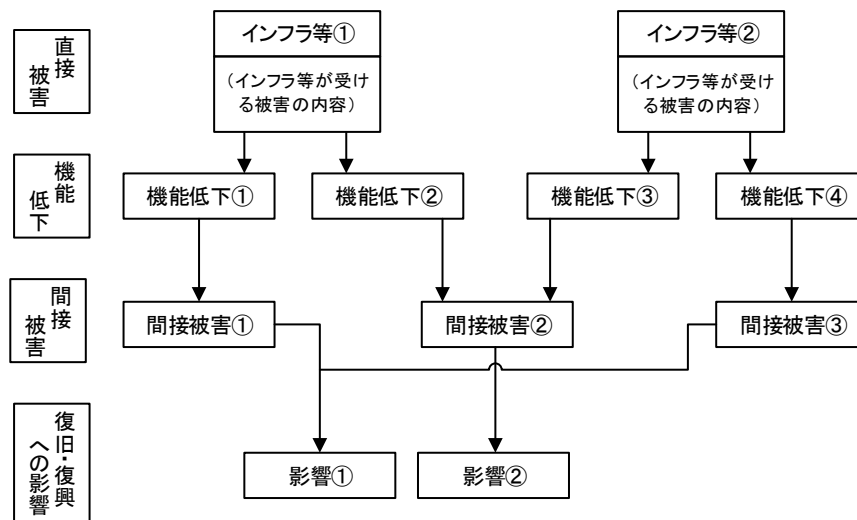 直接
被害
インフラ等①
(インフラ等が受け
る被害の内容)
インフラ等②
(インフラ等が受け
る被害の内容)
機能
低下
機能低下①
機能低下②
機能低下③
機能低下④
間接
被害
間接被害①
間接被害②
間接被害③
復旧・復興
への影響
影響①
影響②